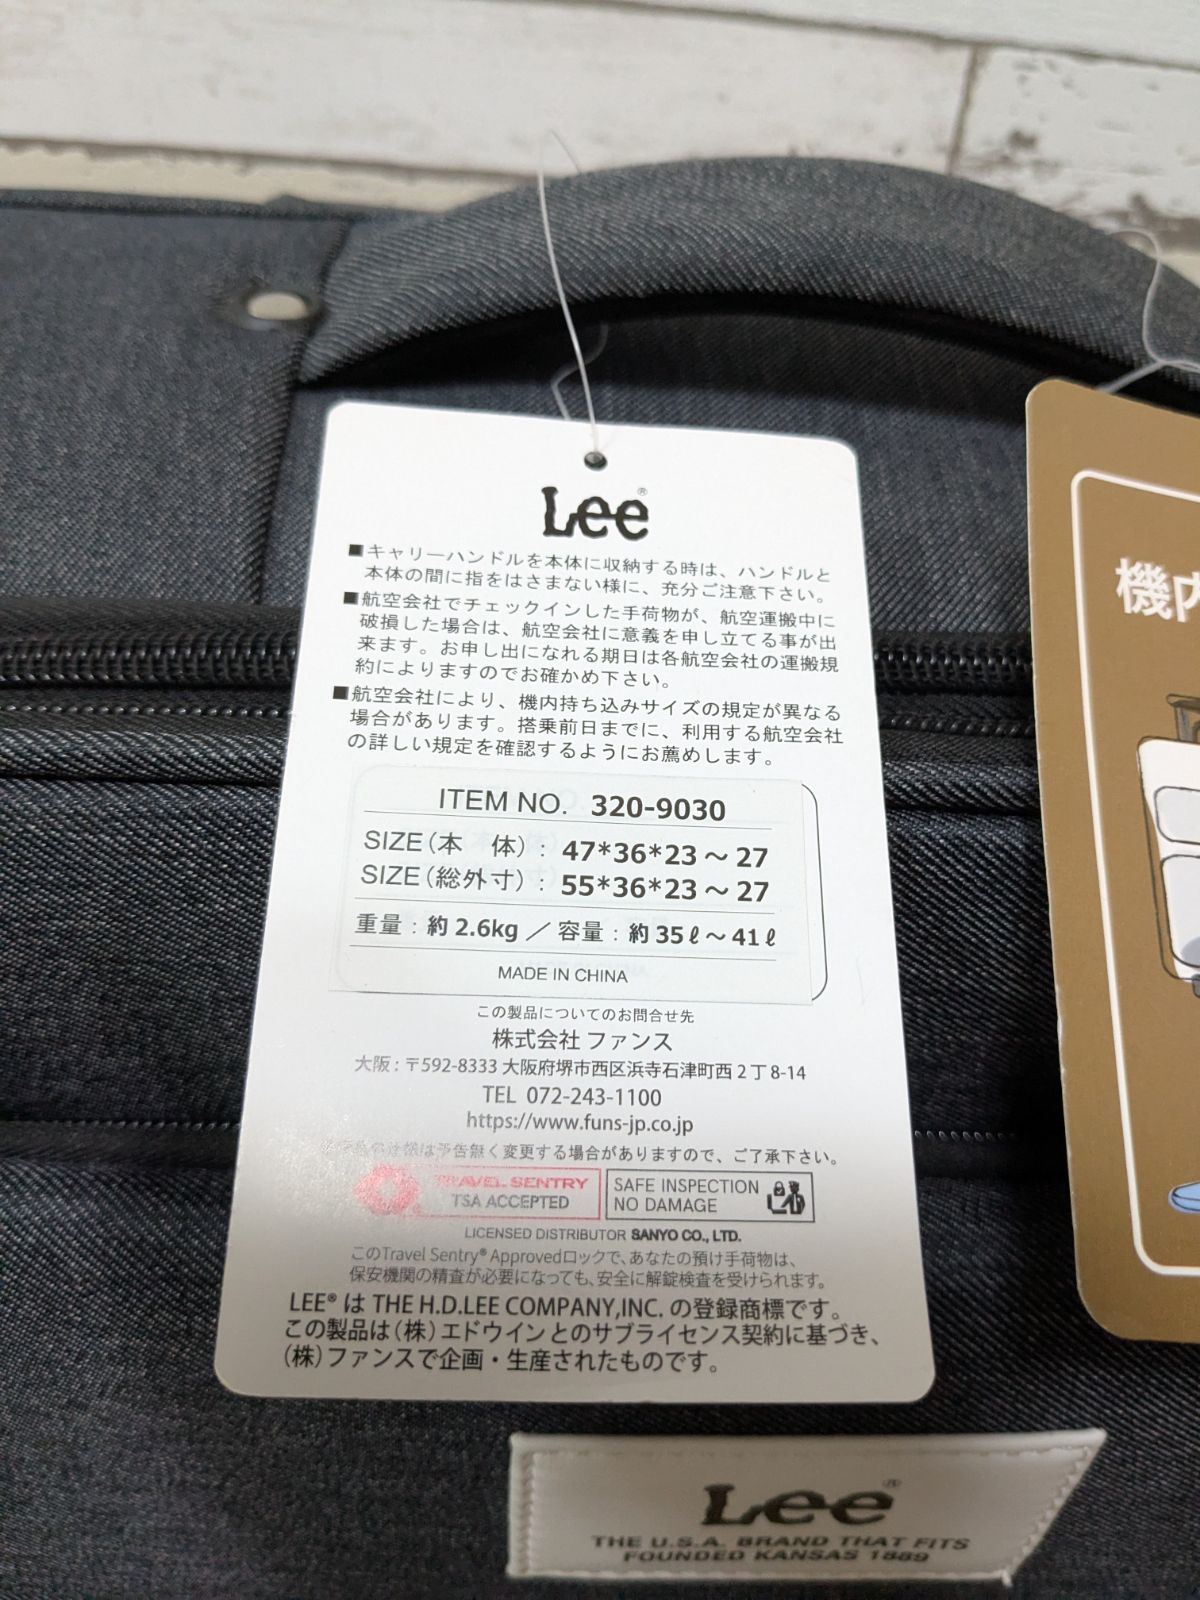 Lee®
■キャリーハンドルを本体に収納する時は、ハンドルと
本体の間に指をはさまない様に、充分ご注意下さい。
■航空会社でチェックインした手荷物が、航空運搬中に
破損した場合は、航空会社に意義を申し立てる事が出
来ます。お申し出になれる期日は各航空会社の運搬規
約によりますのでお確かめ下さい。
■航空会社により、機内持ち込みサイズの規定が異なる
場合があります。搭乗前日までに、利用する航空会社
の詳しい規定を確認するようにお薦めします。
ITEM NO. 320-9030
SIZE(本 体): 47*36*23～27
SIZE(総外寸): 55*36*23～27
重量:約2.6kg／容量:約35ℓ～41ℓ
MADE IN CHINA
この製品についてのお問合せ先
株式会社 ファンス
大阪:〒592-8333 大阪府堺市西区浜寺石津町西2丁8-14
TEL 072-243-1100
https://www.funs-jp.co.jp
は予告無く変更する場合がありますので、ご了承下さい。
TRAVEL SENTRY
TSA ACCEPTED
SAFE INSPECTION
NO DAMAGE
LICENSED DISTRIBUTOR SANYO CO., LTD.
このTravel Sentry® Approvedロックで、あなたの預け手荷物は、
保安機関の精査が必要になっても、安全に解錠検査を受けられます。
LEE® は THE H.D.LEE COMPANY,INC. の登録商標です。
この製品は(株)エドウインとのサブライセンス契約に基づき、
(株)ファンスで企画・生産されたものです。
機内
Lee®
THE U.S.A. BRAND THAT FITS
FOUNDED KANSAS 1889